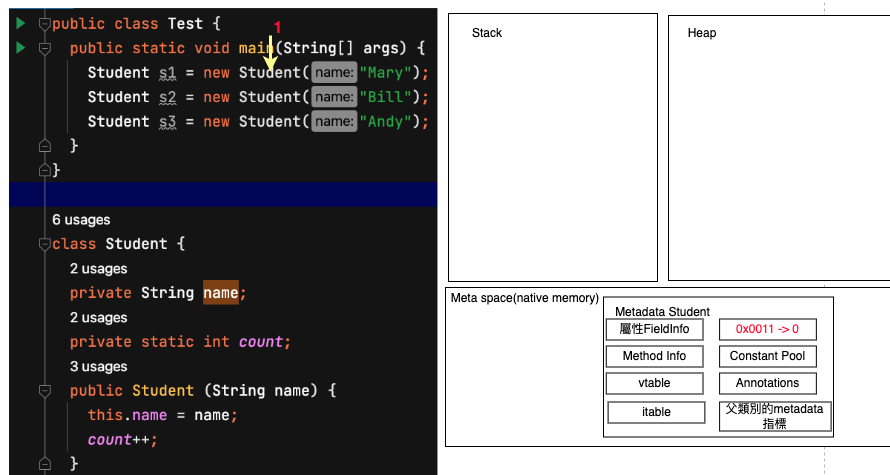 public class Test {
1
public static void main(String[] args) {
Student s1 = new Student( name: "Mary");
Student s2 = new Student( name: "Bill");
Student s3 = new Student( name: "Andy");
}
}
6 usages
class Student {
2 usages
private String name;
2 usages
private static int count;
3 usages
public Student (String name) {
this.name = name;
count++;
}
Stack
Heap
Meta space(native memory)
Metadata Student
屬性FieldInfo
0x0011 -> 0
Method Info
Constant Pool
vtable
Annotations
itable
父類別的metadata
指標